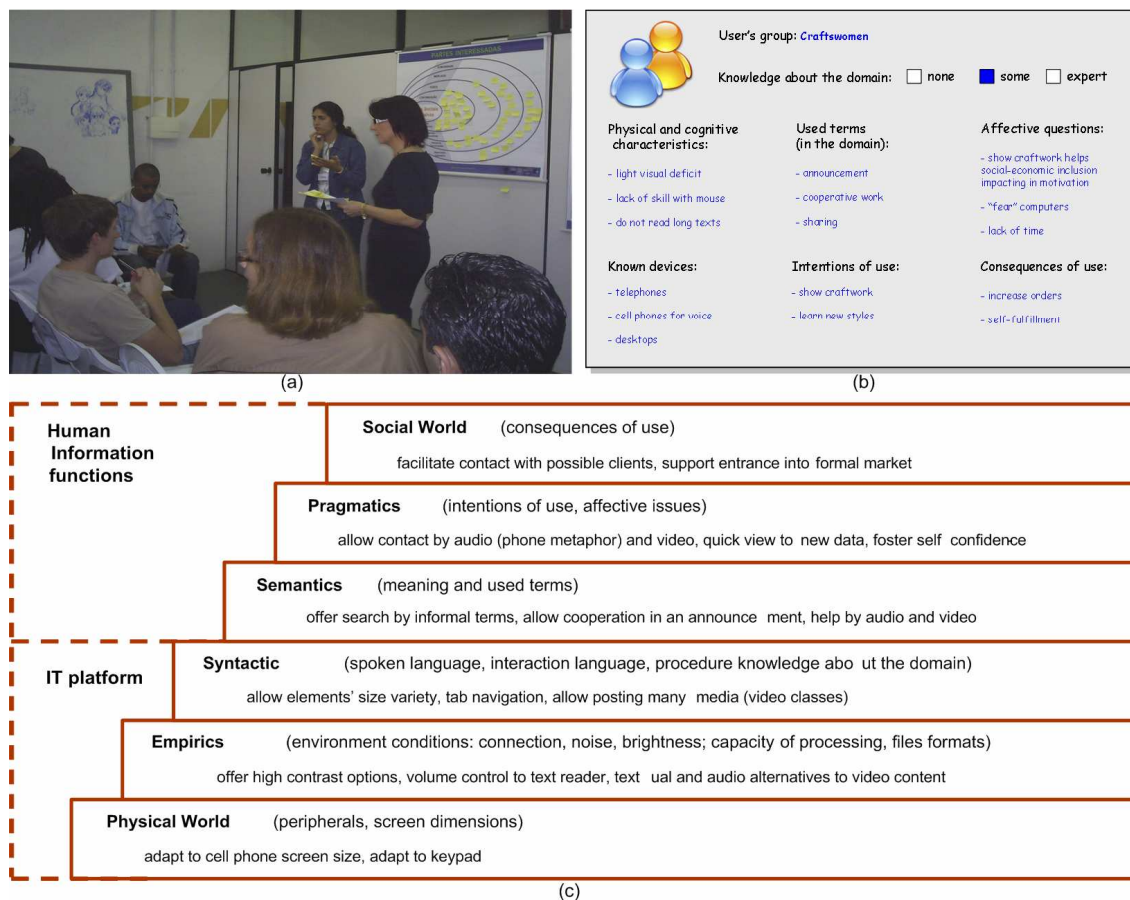 PARTES INTERESSADAS
(a)
User's group: Craftswomen
Knowledge about the domain: none some expert
Physical and cognitive
characteristics:
- light visual deficit
- lack of skill with mouse
- do not read long texts
Used terms
(in the domain):
- announcement
- cooperative work
- sharing
Affective questions:
- show craftwork helps
social-economic inclusion
impacting in motivation
- "fear" computers
- lack of time
Known devices:
- telephones
- cell phones for voice
- desktops
Intentions of use:
- show craftwork
- learn new styles
Consequences of use:
- increase orders
- self-fulfillment
(b)
Human
Information
functions
Social World (consequences of use)
facilitate contact with possible clients, support entrance into formal market
Pragmatics (intentions of use, affective issues)
allow contact by audio (phone metaphor) and video, quick view to new data, foster self confidence
Semantics (meaning and used terms)
offer search by informal terms, allow cooperation in an announce ment, help by audio and video
IT platform
Syntactic (spoken language, interaction language, procedure knowledge abo ut the domain)
allow elements' size variety, tab navigation, allow posting many media (video classes)
Empirics (environment conditions: connection, noise, brightness; capacity of processing, files formats)
offer high contrast options, volume control to text reader, text ual and audio alternatives to video content
Physical World (peripherals, screen dimensions)
adapt to cell phone screen size, adapt to keypad
(c)